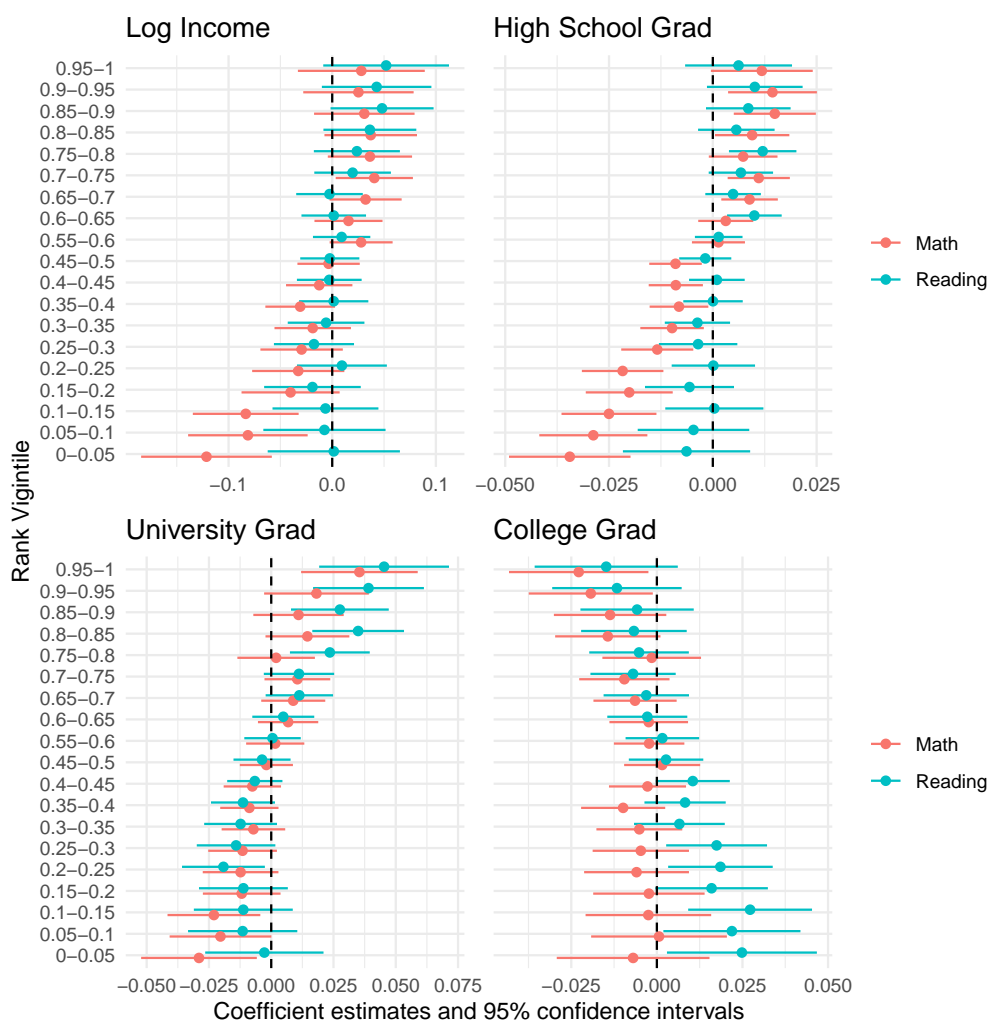 Log Income
High School Grad
0.95−1
0.9−0.95
0.85−0.9
0.8−0.85
0.75−0.8
0.7−0.75
0.65−0.7
0.6−0.65
0.55−0.6
0.45−0.5
0.4−0.45
0.35−0.4
0.3−0.35
0.25−0.3
0.2−0.25
0.15−0.2
0.1−0.15
0.05−0.1
0−0.05
−0.1 0.0 0.1
−0.050 −0.025 0.000 0.025
Math
Reading
Rank Vigintile
University Grad
College Grad
0.95−1
0.9−0.95
0.85−0.9
0.8−0.85
0.75−0.8
0.7−0.75
0.65−0.7
0.6−0.65
0.55−0.6
0.45−0.5
0.4−0.45
0.35−0.4
0.3−0.35
0.25−0.3
0.2−0.25
0.15−0.2
0.1−0.15
0.05−0.1
0−0.05
−0.050 −0.025 0.000 0.025 0.050 0.075
−0.025 0.000 0.025 0.050
Math
Reading
Coefficient estimates and 95% confidence intervals